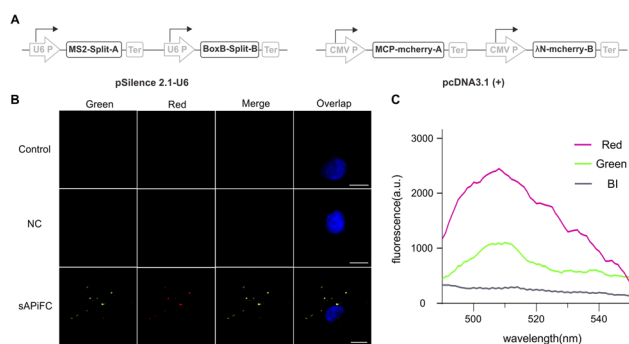 A
U6 P MS2-Split-A Ter U6 P BoxB-Split-B Ter
CMV P MCP-mcherry-A Ter CMV P λN-mcherry-B Ter
pSilence 2.1-U6
pcDNA3.1 (+)
B
Green Red Merge Overlap
Control
NC
sAPiFC
C
3000
2000
1000
0
fluorescence(a.u.)
Red
Green
BI
500 520 540
wavelength(nm)